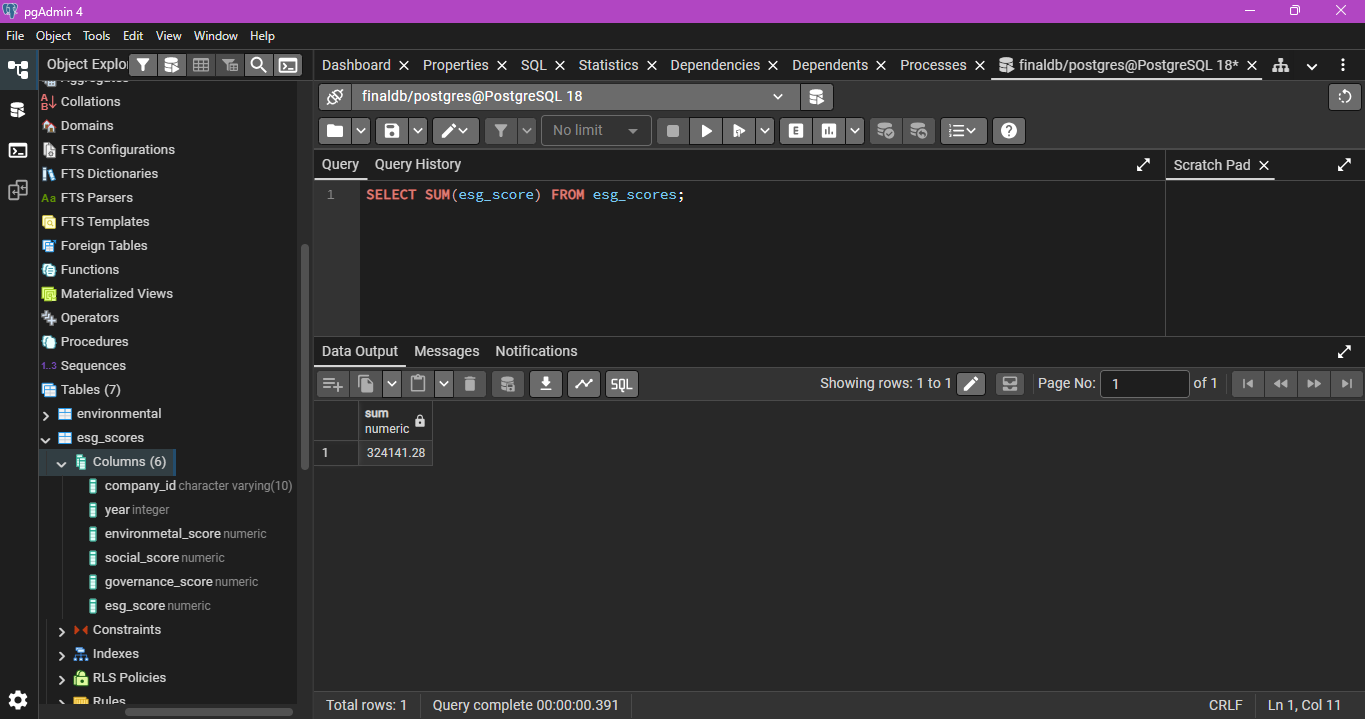 pgAdmin 4
File Object Tools Edit View Window Help
Object Explo
Dashboard Properties SQL Statistics Dependencies Dependents Processes finaldb/postgres@PostgreSQL 18*
Aggregates
Collations
Domains
FTS Configurations
FTS Dictionaries
Aa FTS Parsers
FTS Templates
Foreign Tables
Functions
Materialized Views
Operators
Procedures
1..3 Sequences
Tables (7)
environmental
esg_scores
Columns (6)
company_id character varying(10)
year integer
environmetal_score numeric
social_score numeric
governance_score numeric
esg_score numeric
Constraints
Indexes
RLS Policies
Rules
finaldb/postgres@PostgreSQL 18
No limit
E
Query Query History
Scratch Pad
1 SELECT SUM(esg_score) FROM esg_scores;
Data Output Messages Notifications
SQL
Showing rows: 1 to 1
Page No: 1 of 1
sum
numeric
1 324141.28
Total rows: 1 Query complete 00:00:00.391
CRLF Ln 1, Col 11